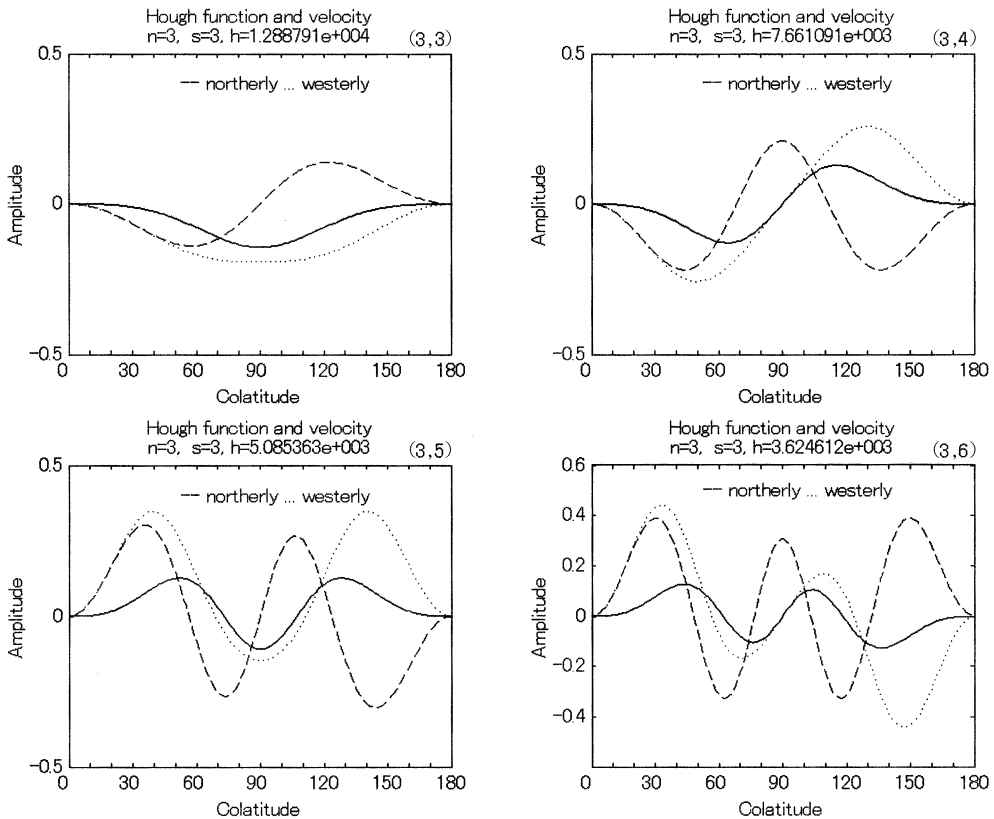 Hough function and velocity
n=3, s=3, h=1.288791e+004
(3,3)
0.5
-- northerly ... westerly
Amplitude
0
-0.5
0 30 60 90 120 150 180
Colatitude
Hough function and velocity
n=3, s=3, h=7.661091e+003
(3,4)
0.5
-- northerly ... westerly
Amplitude
0
-0.5
0 30 60 90 120 150 180
Colatitude
Hough function and velocity
n=3, s=3, h=5.085363e+003
(3,5)
0.5
-- northerly ... westerly
Amplitude
0
-0.5
0 30 60 90 120 150 180
Colatitude
Hough function and velocity
n=3, s=3, h=3.624612e+003
(3,6)
0.6
-- northerly ... westerly
0.4
0.2
Amplitude
0
-0.2
-0.4
0 30 60 90 120 150 180
Colatitude